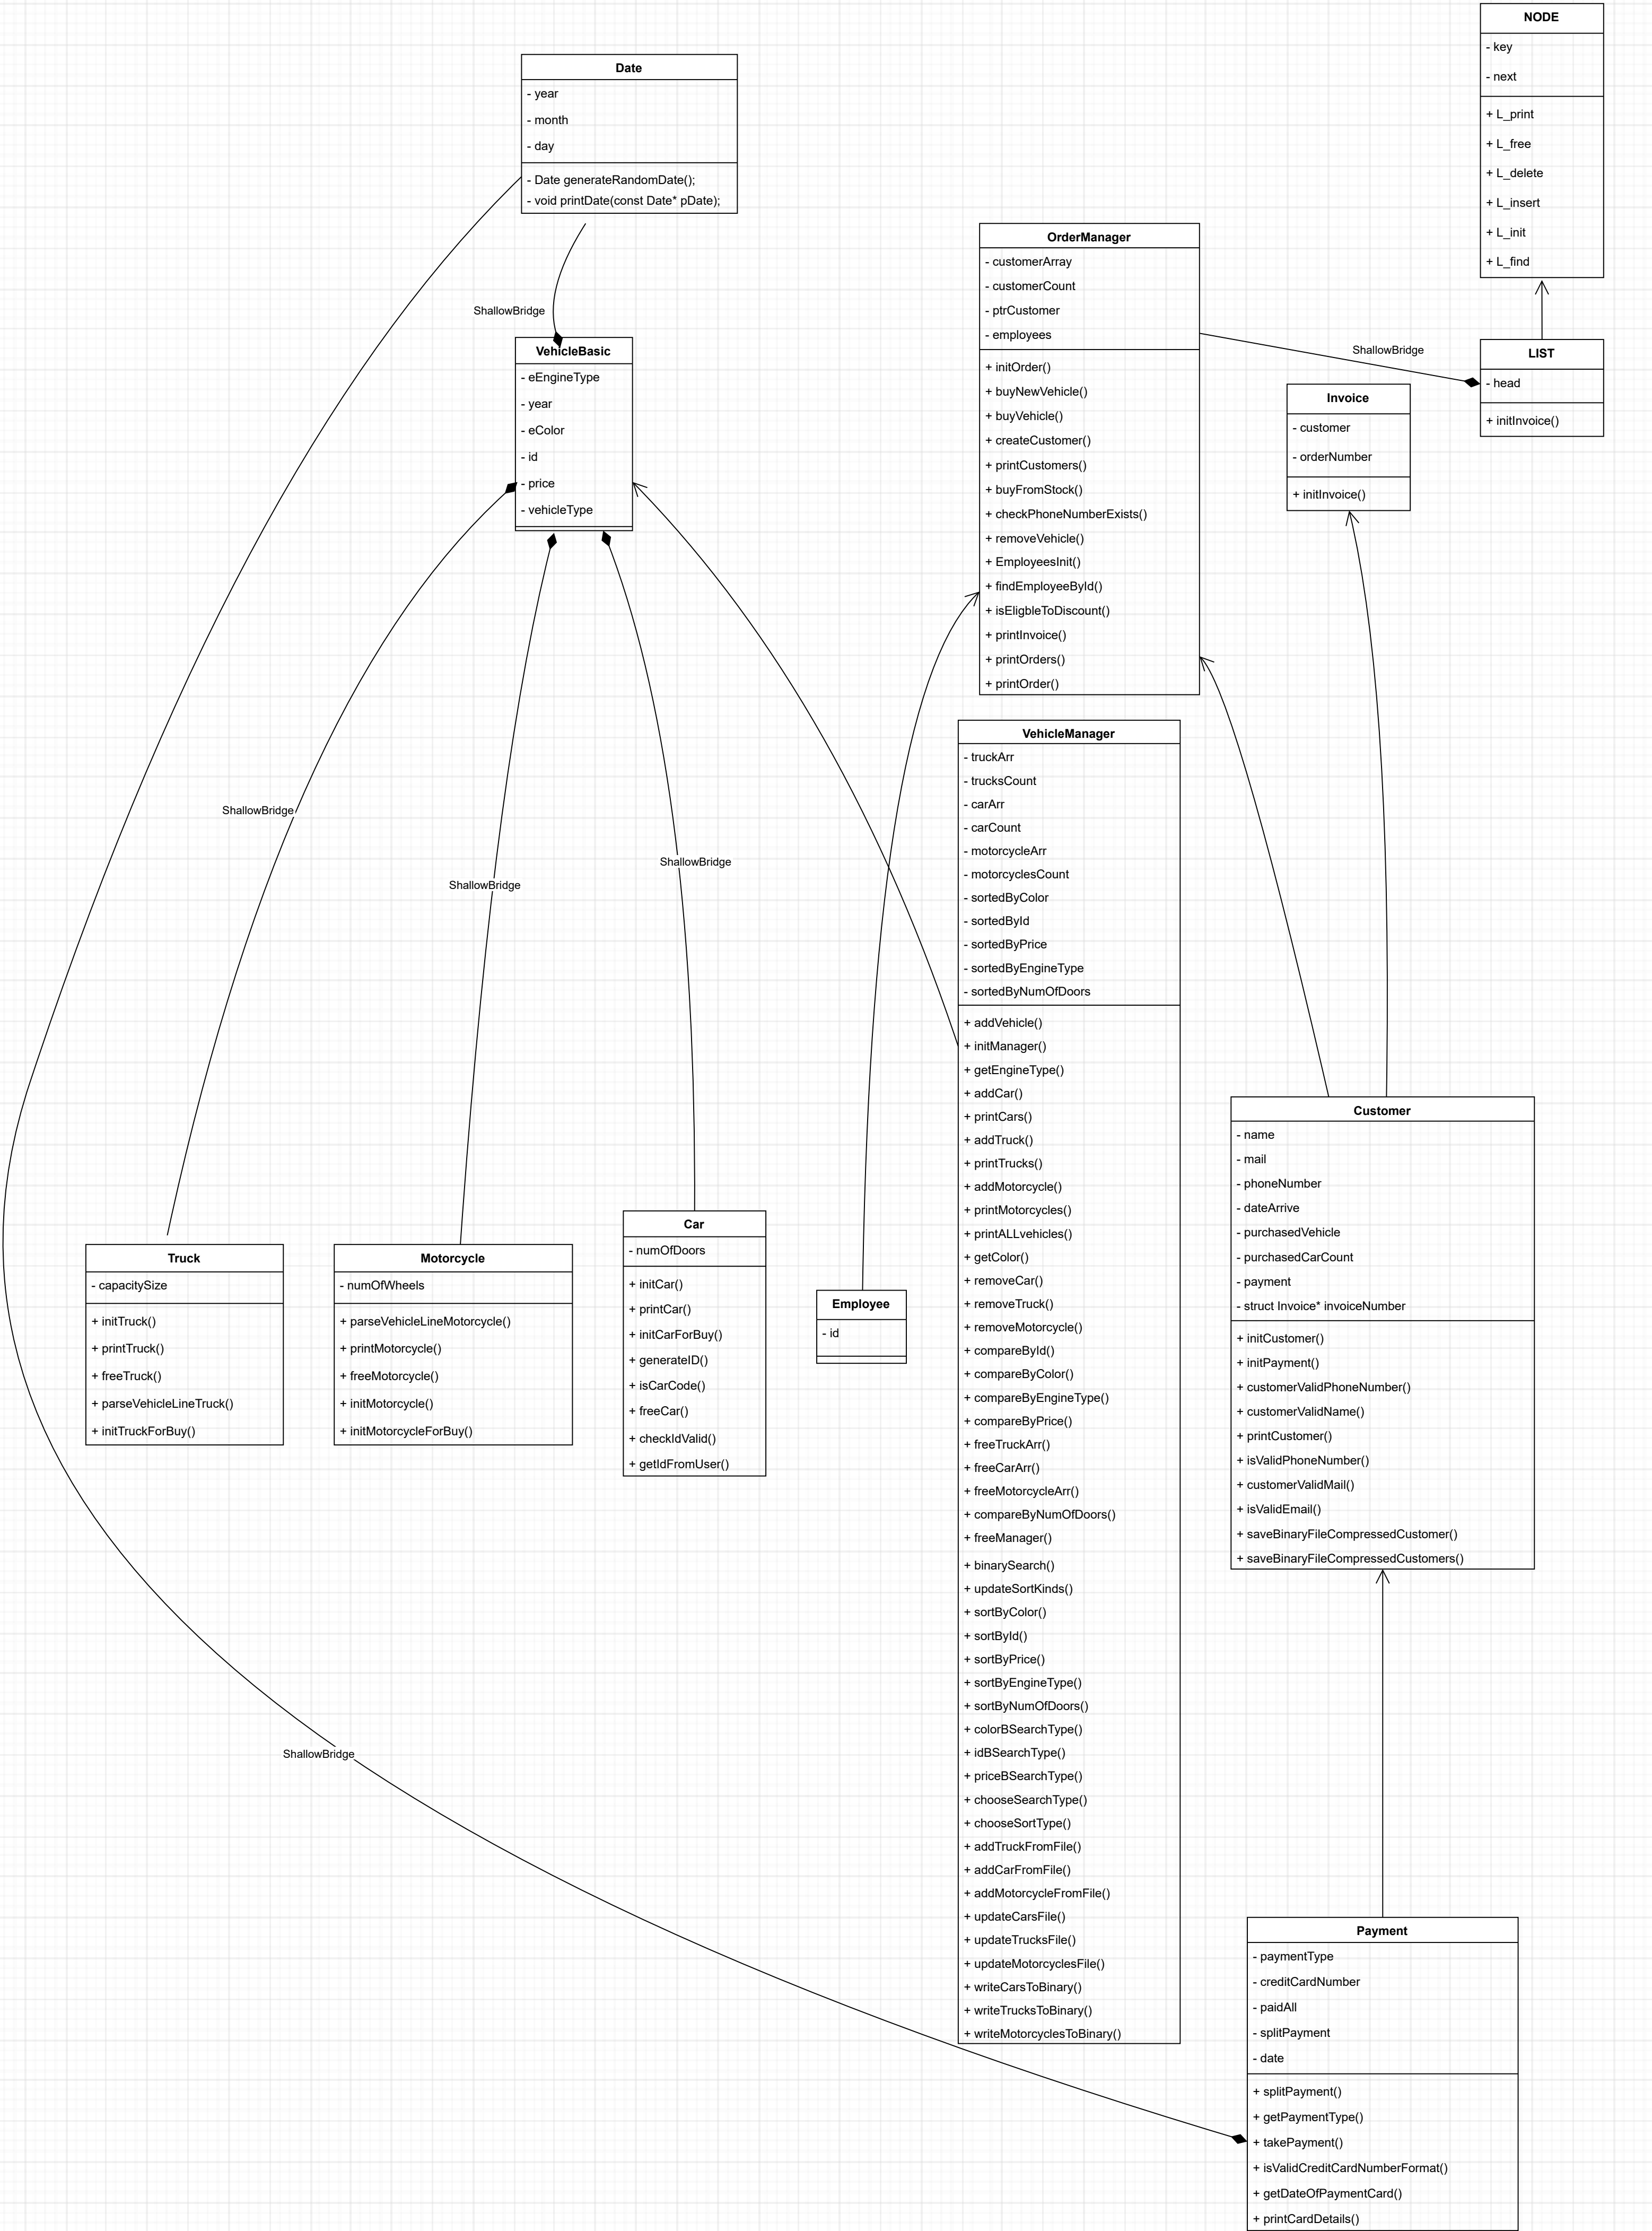 NODE
- key
- next
+ L_print
+ L_free
+ L_delete
+ L_insert
+ L_init
+ L_find
Date
- year
- month
- day
- Date generateRandomDate();
- void printDate(const Date* pDate);
OrderManager
- customerArray
- customerCount
- ptrCustomer
- employees
+ initOrder()
+ buyNewVehicle()
+ buyVehicle()
+ createCustomer()
+ printCustomers()
+ buyFromStock()
+ checkPhoneNumberExists()
+ removeVehicle()
+ EmployeesInit()
+ findEmployeeById()
+ isEligbleToDiscount()
+ printInvoice()
+ printOrders()
+ printOrder()
ShallowBridge
ShallowBridge
LIST
- head
+ initInvoice()
VehicleBasic
- eEngineType
- year
- eColor
- id
- price
- vehicleType
Invoice
- customer
- orderNumber
+ initInvoice()
VehicleManager
- truckArr
- trucksCount
- carArr
- carCount
- motorcycleArr
- motorcyclesCount
- sortedByColor
- sortedById
- sortedByPrice
- sortedByEngineType
- sortedByNumOfDoors
+ addVehicle()
+ initManager()
+ getEngineType()
+ addCar()
+ printCars()
+ addTruck()
+ printTrucks()
+ addMotorcycle()
+ printMotorcycles()
+ printALLvehicles()
+ getColor()
+ removeCar()
+ removeTruck()
+ removeMotorcycle()
+ compareById()
+ compareByColor()
+ compareByEngineType()
+ compareByPrice()
+ freeTruckArr()
+ freeCarArr()
+ freeMotorcycleArr()
+ compareByNumOfDoors()
+ freeManager()
+ binarySearch()
+ updateSortKinds()
+ sortByColor()
+ sortById()
+ sortByPrice()
+ sortByEngineType()
+ sortByNumOfDoors()
+ colorBSearchType()
+ idBSearchType()
+ priceBSearchType()
+ chooseSearchType()
+ chooseSortType()
+ addTruckFromFile()
+ addCarFromFile()
+ addMotorcycleFromFile()
+ updateCarsFile()
+ updateTrucksFile()
+ updateMotorcyclesFile()
+ writeCarsToBinary()
+ writeTrucksToBinary()
+ writeMotorcyclesToBinary()
ShallowBridge
ShallowBridge
ShallowBridge
Customer
- name
- mail
- phoneNumber
- dateArrive
- purchasedVehicle
- purchasedCarCount
- payment
- struct Invoice* invoiceNumber
+ initCustomer()
+ initPayment()
+ customerValidPhoneNumber()
+ customerValidName()
+ printCustomer()
+ isValidPhoneNumber()
+ customerValidMail()
+ isValidEmail()
+ saveBinaryFileCompressedCustomer()
+ saveBinaryFileCompressedCustomers()
Truck
- capacitySize
+ initTruck()
+ printTruck()
+ freeTruck()
+ parseVehicleLineTruck()
+ initTruckForBuy()
Motorcycle
- numOfWheels
+ parseVehicleLineMotorcycle()
+ printMotorcycle()
+ freeMotorcycle()
+ initMotorcycle()
+ initMotorcycleForBuy()
Car
- numOfDoors
+ initCar()
+ printCar()
+ initCarForBuy()
+ generateID()
+ isCarCode()
+ freeCar()
+ checkIdValid()
+ getIdFromUser()
Employee
- id
ShallowBridge
Payment
- paymentType
- creditCardNumber
- paidAll
- splitPayment
- date
+ splitPayment()
+ getPaymentType()
+ takePayment()
+ isValidCreditCardNumberFormat()
+ getDateOfPaymentCard()
+ printCardDetails()